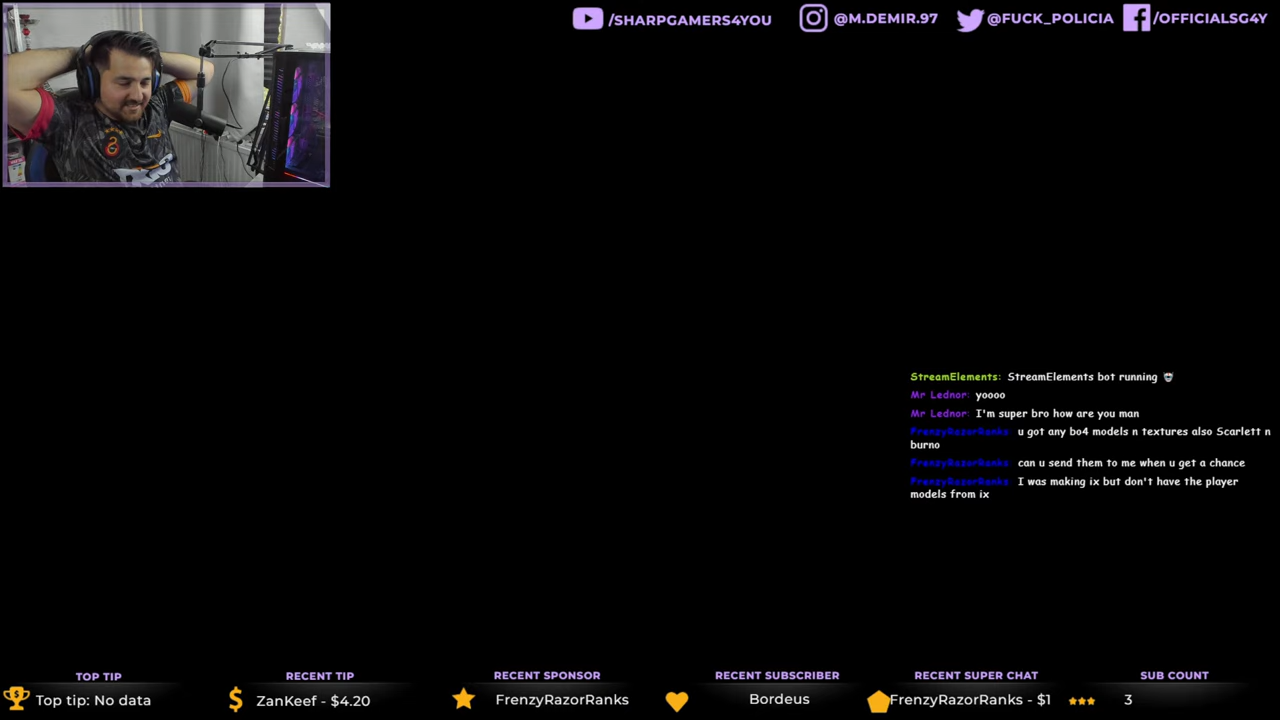 /SHARPGAMERS4YOU @M.DEMIR.97 @FUCK_POLICIA /OFFICIALSG4Y
StreamElements: StreamElements bot running
Mr Lednor: yoooo
Mr Lednor: I'm super bro how are you man
FrenzyRazorRanks: u got any bo4 models n textures also Scarlett n
burno
FrenzyRazorRanks: can u send them to me when u get a chance
FrenzyRazorRanks: I was making ix but don't have the player
models from ix
TOP TIP RECENT TIP RECENT SPONSOR RECENT SUBSCRIBER RECENT SUPER CHAT SUB COUNT
Top tip: No data ZanKeef - $4.20 FrenzyRazorRanks Bordeus FrenzyRazorRanks - $1 3